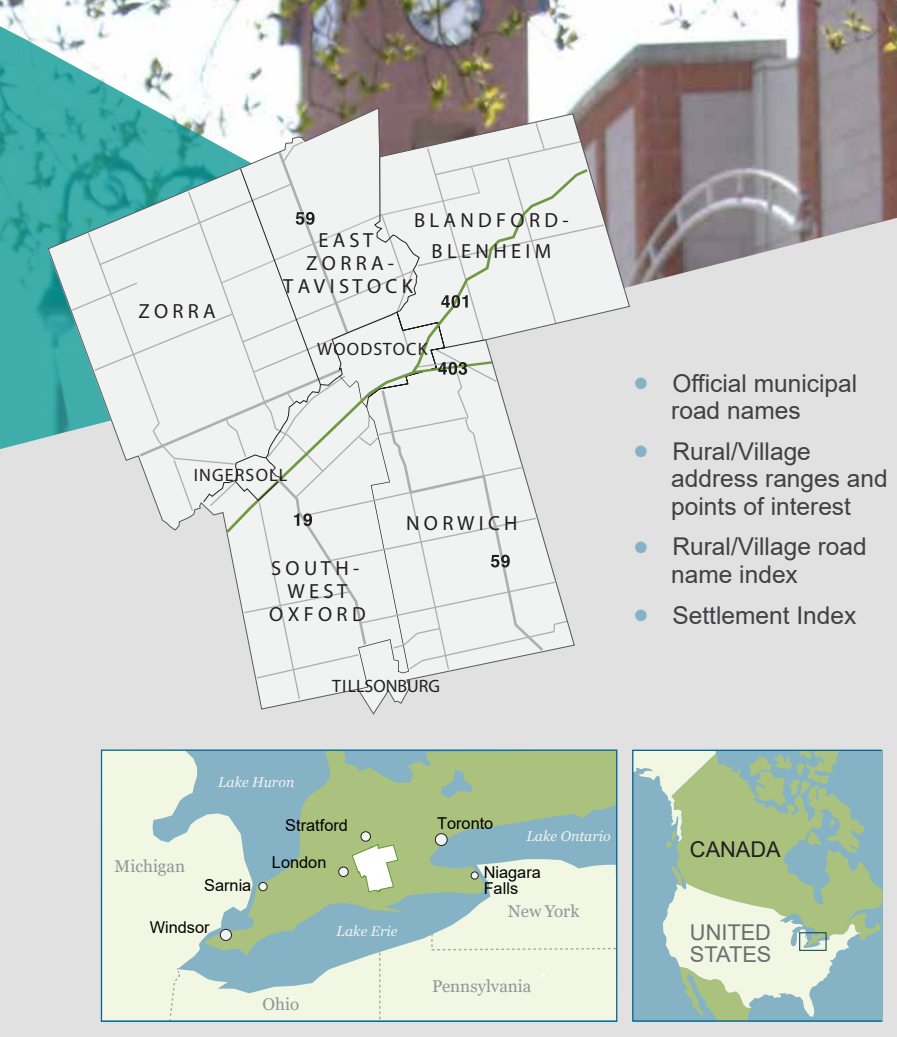 59
EAST
ZORRA-
TAVISTOCK
BLANDFORD-
BLENHEIM
ZORRA
401
WOODSTOCK
403
INGERSOLL
19
NORWICH
59
SOUTH-
WEST
OXFORD
TILLSONBURG
Official municipal
road names
Rural/Village
address ranges and
points of interest
Rural/Village road
name index
Settlement Index
Lake Huron
Stratford
Toronto
Lake Ontario
Michigan
London
Sarnia
Niagara
Falls
New York
Windsor
Lake Erie
Pennsylvania
Ohio
CANADA
UNITED
STATES